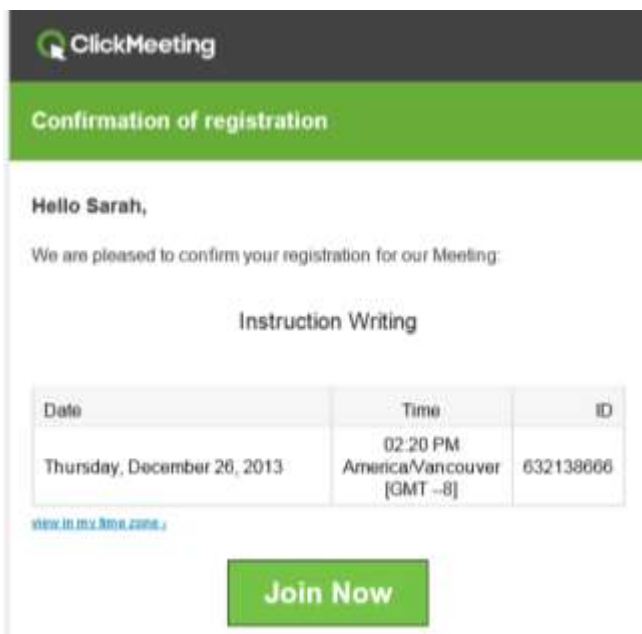 ClickMeeting
Confirmation of registration
Hello Sarah,
We are pleased to confirm your registration for our Meeting:
Instruction Writing
Date Time ID
Thursday, December 26, 2013 02:20 PM America/Vancouver [GMT --8] 632138666
view in my time zone ›
Join Now